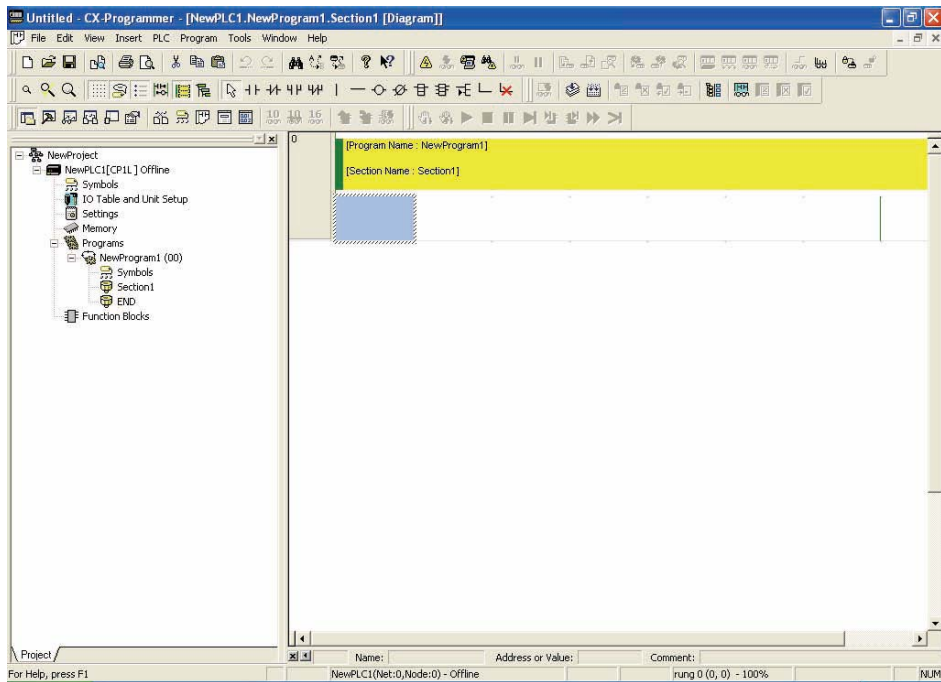 Untitled - CX-Programmer - [NewPLC1.NewProgram1.Section1 [Diagram]]
File Edit View Insert PLC Program Tools Window Help
10 10 16
0
[Program Name : NewProgram1]
[Section Name : Section1]
NewProject
NewPLC1[CP1L ] Offline
Symbols
IO Table and Unit Setup
Settings
Memory
Programs
NewProgram1 (00)
Symbols
Section1
END
Function Blocks
Project
Name: Address or Value: Comment:
For Help, press F1 NewPLC1(Net:0,Node:0) - Offline rung 0 (0, 0) - 100% NUM